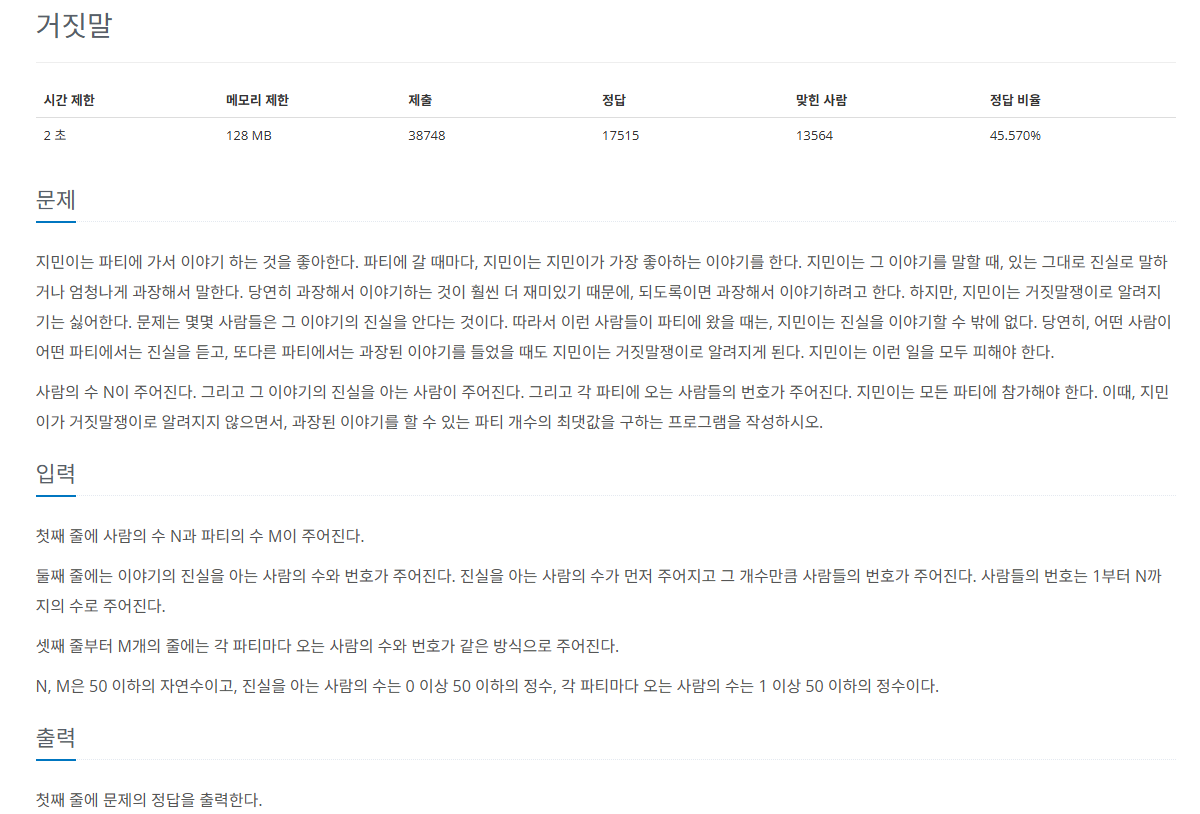 거짓말
시간 제한 메모리 제한 제출 정답 맞힌 사람 정답 비율
2 초 128 MB 38748 17515 13564 45.570%
문제
지민이는 파티에 가서 이야기 하는 것을 좋아한다. 파티에 갈 때마다, 지민이는 지민이가 가장 좋아하는 이야기를 한다. 지민이는 그 이야기를 말할 때, 있는 그대로 진실로 말하
거나 엄청나게 과장해서 말한다. 당연히 과장해서 이야기하는 것이 훨씬 더 재미있기 때문에, 되도록이면 과장해서 이야기하려고 한다. 하지만, 지민이는 거짓말쟁이로 알려지
기는 싫어한다. 문제는 몇몇 사람들은 그 이야기의 진실을 안다는 것이다. 따라서 이런 사람들이 파티에 왔을 때는, 지민이는 진실을 이야기할 수 밖에 없다. 당연히, 어떤 사람이
어떤 파티에서는 진실을 듣고, 또다른 파티에서는 과장된 이야기를 들었을 때도 지민이는 거짓말쟁이로 알려지게 된다. 지민이는 이런 일을 모두 피해야 한다.
사람의 수 N이 주어진다. 그리고 그 이야기의 진실을 아는 사람이 주어진다. 그리고 각 파티에 오는 사람들의 번호가 주어진다. 지민이는 모든 파티에 참가해야 한다. 이때, 지민
이가 거짓말쟁이로 알려지지 않으면서, 과장된 이야기를 할 수 있는 파티 개수의 최댓값을 구하는 프로그램을 작성하시오.
입력
첫째 줄에 사람의 수 N과 파티의 수 M이 주어진다.
둘째 줄에는 이야기의 진실을 아는 사람의 수와 번호가 주어진다. 진실을 아는 사람의 수가 먼저 주어지고 그 개수만큼 사람들의 번호가 주어진다. 사람들의 번호는 1부터 N까
지의 수로 주어진다.
셋째 줄부터 M개의 줄에는 각 파티마다 오는 사람의 수와 번호가 같은 방식으로 주어진다.
N, M은 50 이하의 자연수이고, 진실을 아는 사람의 수는 0 이상 50 이하의 정수, 각 파티마다 오는 사람의 수는 1 이상 50 이하의 정수이다.
출력
첫째 줄에 문제의 정답을 출력한다.